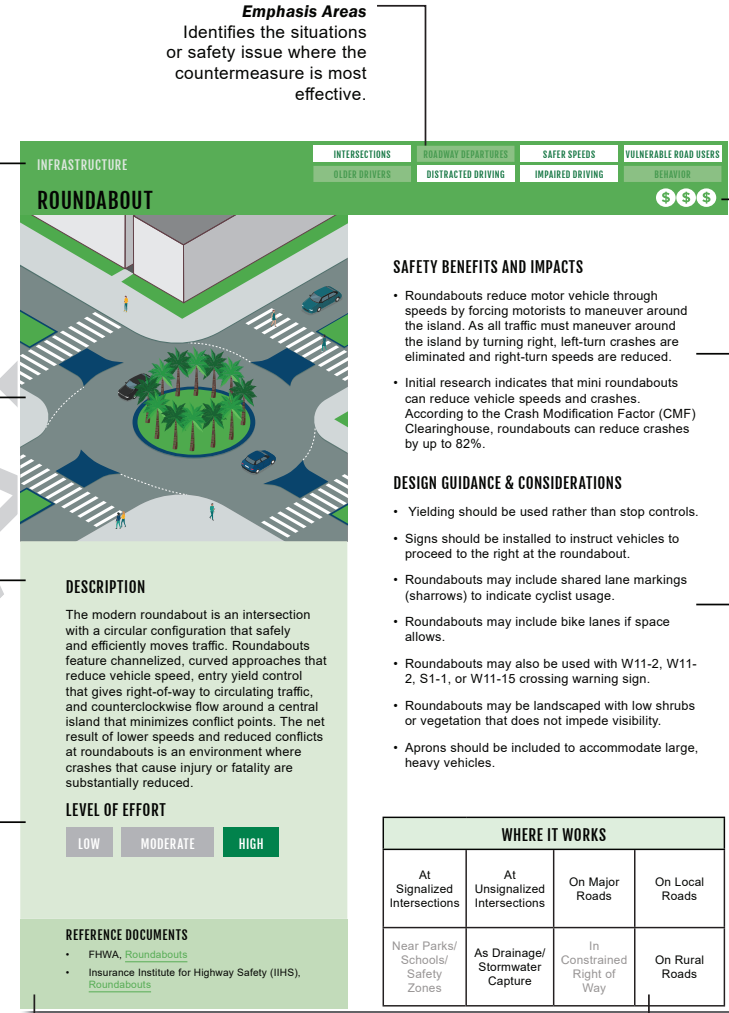 Emphasis Areas
Identifies the situations
or safety issue where the
countermeasure is most
effective.
INFRASTRUCTURE
INTERSECTIONS
ROADWAY DEPARTURES
SAFER SPEEDS
VULNERABLE ROAD USERS
OLDER DRIVERS
DISTRACTED DRIVING
IMPAIRED DRIVING
BEHAVIOR
ROUNDABOUT
$ $ $
SAFETY BENEFITS AND IMPACTS
• Roundabouts reduce motor vehicle through
speeds by forcing motorists to maneuver around
the island. As all traffic must maneuver around
the island by turning right, left-turn crashes are
eliminated and right-turn speeds are reduced.
• Initial research indicates that mini roundabouts
can reduce vehicle speeds and crashes.
According to the Crash Modification Factor (CMF)
Clearinghouse, roundabouts can reduce crashes
by up to 82%.
DESIGN GUIDANCE & CONSIDERATIONS
• Yielding should be used rather than stop controls.
• Signs should be installed to instruct vehicles to
proceed to the right at the roundabout.
• Roundabouts may include shared lane markings
(sharrows) to indicate cyclist usage.
• Roundabouts may include bike lanes if space
allows.
• Roundabouts may also be used with W11-2, W11-
2, S1-1, or W11-15 crossing warning sign.
• Roundabouts may be landscaped with low shrubs
or vegetation that does not impede visibility.
• Aprons should be included to accommodate large,
heavy vehicles.
DESCRIPTION
The modern roundabout is an intersection
with a circular configuration that safely
and efficiently moves traffic. Roundabouts
feature channelized, curved approaches that
reduce vehicle speed, entry yield control
that gives right-of-way to circulating traffic,
and counterclockwise flow around a central
island that minimizes conflict points. The net
result of lower speeds and reduced conflicts
at roundabouts is an environment where
crashes that cause injury or fatality are
substantially reduced.
LEVEL OF EFFORT
LOW
MODERATE
HIGH
REFERENCE DOCUMENTS
• FHWA, Roundabouts
• Insurance Institute for Highway Safety (IIHS),
Roundabouts
WHERE IT WORKS
At
Signalized
Intersections
At
Unsignalized
Intersections
On Major
Roads
On Local
Roads
Near Parks/
Schools/
Safety
Zones
As Drainage/
Stormwater
Capture
In
Constrained
Right of
Way
On Rural
Roads